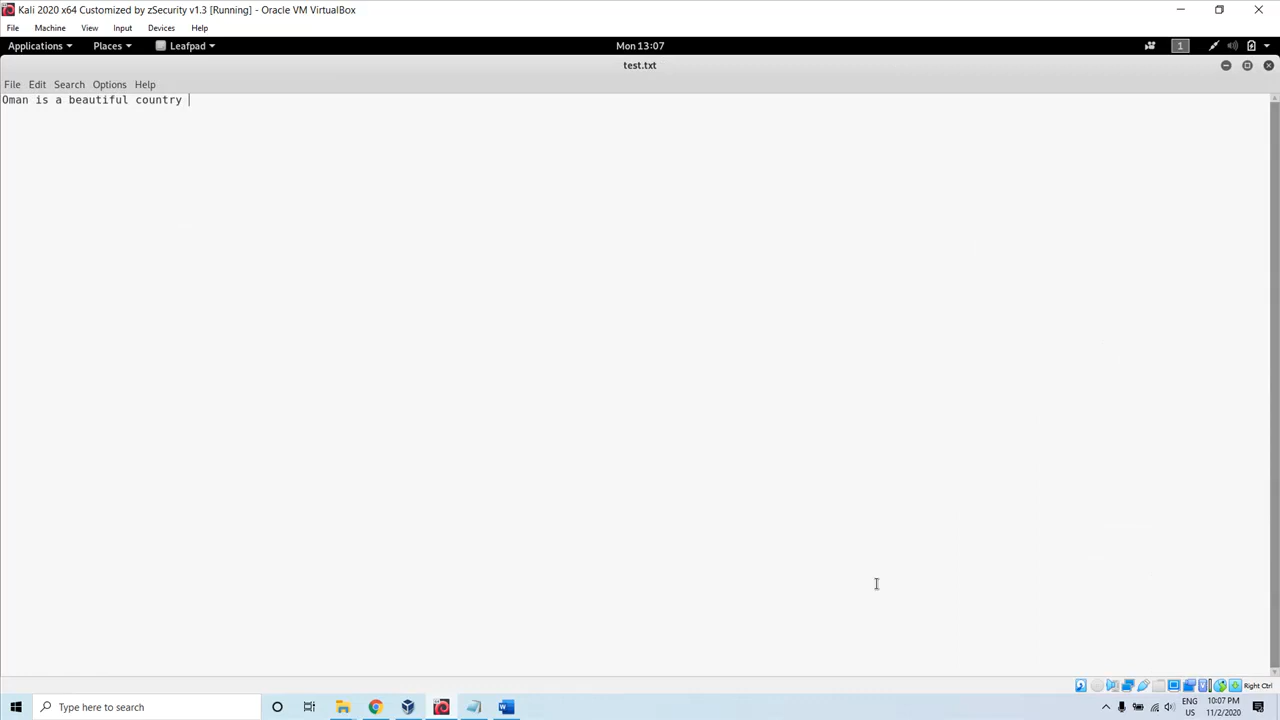 Kali 2020 x64 Customized by zSecurity v1.3 [Running] - Oracle VM VirtualBox
File Machine View Input Devices Help
Applications Places Leafpad Mon 13:07 1
test.txt
File Edit Search Options Help
Oman is a beautiful country
Right Ctrl
Type here to search
ENG
US
10:07 PM
11/2/2020